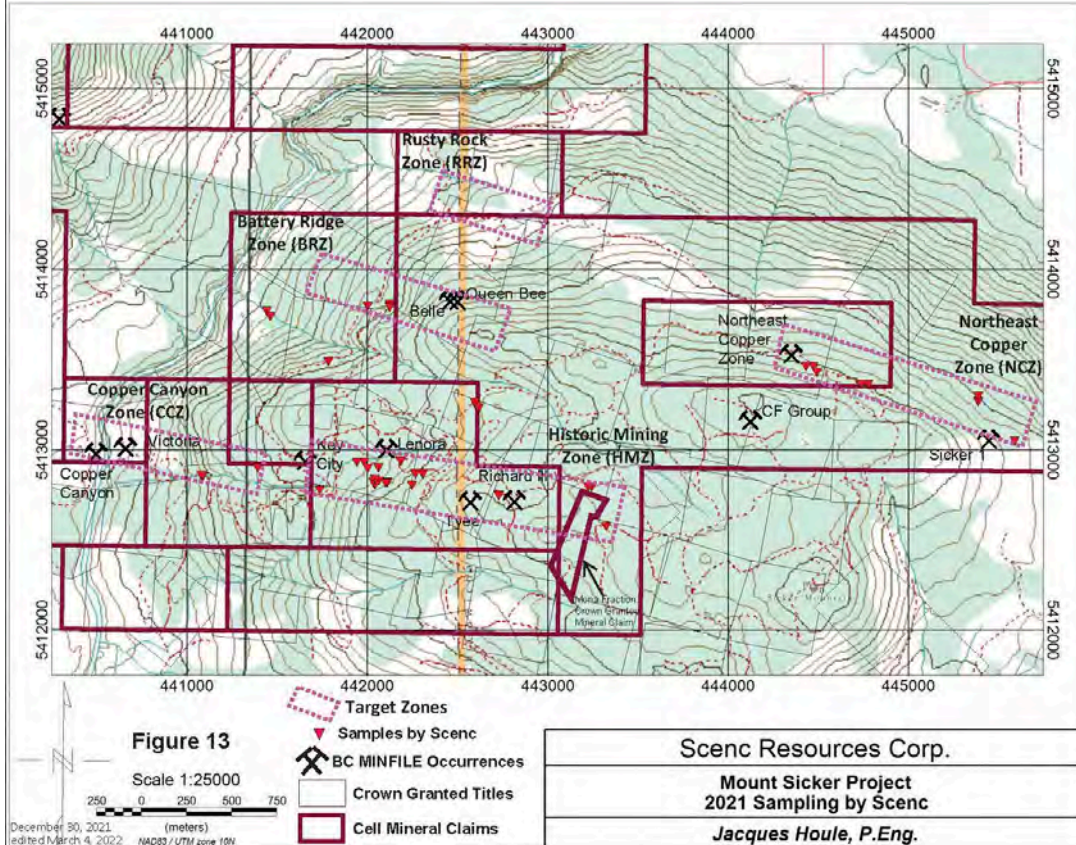 441000 442000 443000 444000 445000
5415000 5415000
Rusty Rock
Zone (RRZ)
Battery Ridge
Zone (BRZ)
5414000 5414000
Queen Bee
Belle
Northeast
Copper
Zone
Northeast
Copper
Zone (NCZ)
Copper Canyon
Zone (CCZ)
CF Group
Victoria
Lenora
Historic Mining
Zone (HMZ)
5413000 5413000
Sicker
Copper
Canyon
Key
City
Richard III
Tyee
Mona Fraction
Crown Granted
Mineral Claim
5412000 5412000
441000 442000 443000 444000 445000
Target Zones
Samples by Scenc
BC MINFILE Occurrences
Crown Granted Titles
Cell Mineral Claims
Figure 13
Scale 1:25000
250 0 250 500 750
(meters)
December 30, 2021
edited March 4, 2022 NAD83 / UTM zone 10N
Scenc Resources Corp.
Mount Sicker Project
2021 Sampling by Scenc
Jacques Houle, P.Eng.